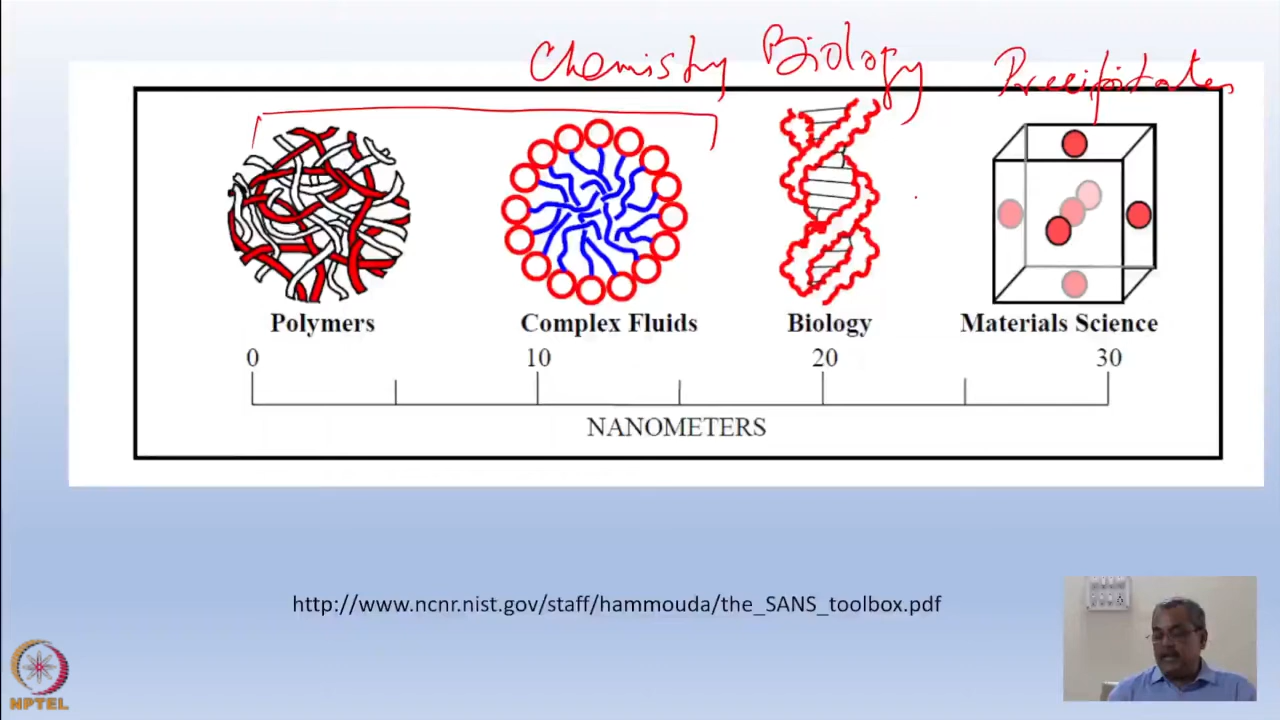 Chemistry Biology Precipitates
Polymers Complex Fluids Biology Materials Science
0 10 20 30
NANOMETERS
http://www.ncnr.nist.gov/staff/hammouda/the_SANS_toolbox.pdf
NPTEL